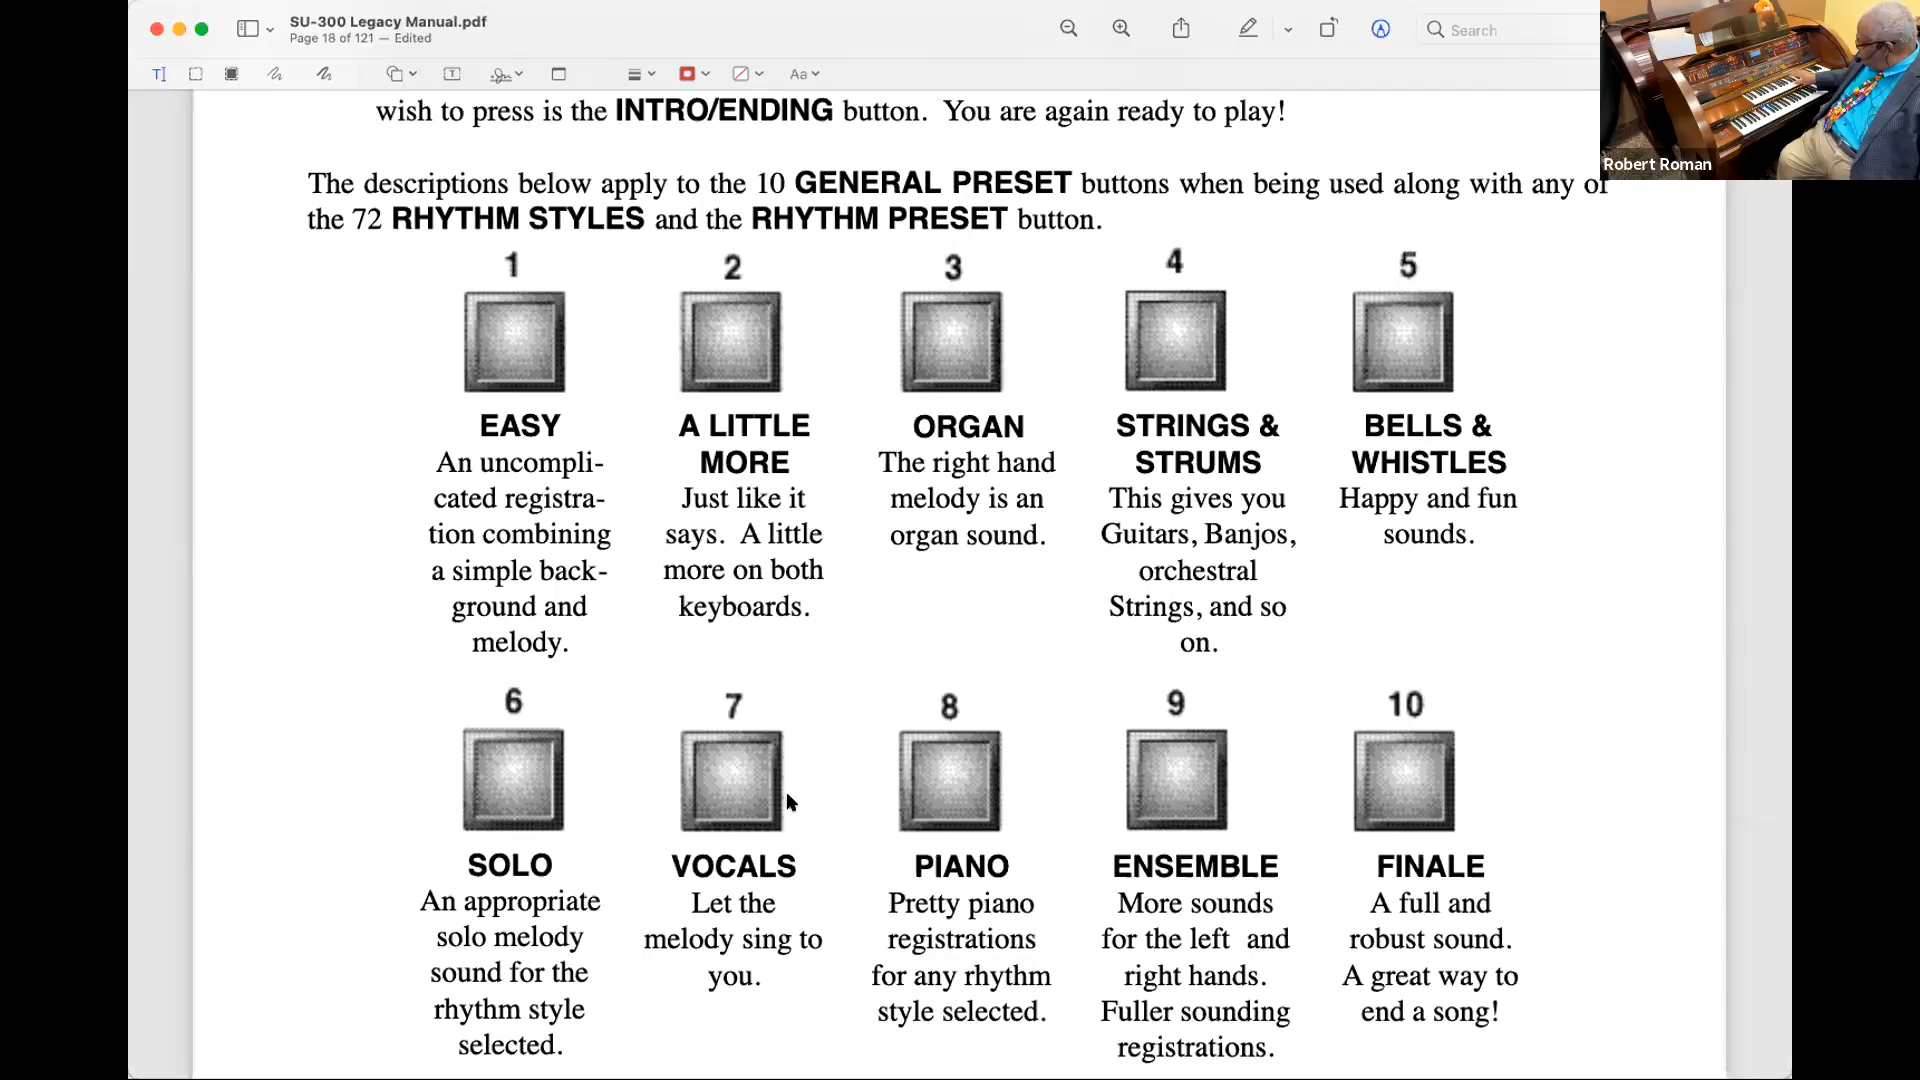 SU-300 Legacy Manual.pdf
Page 18 of 121 — Edited
Search
Aa
Robert Roman
wish to press is the INTRO/ENDING button. You are again ready to play!
The descriptions below apply to the 10 GENERAL PRESET buttons when being used along with any of
the 72 RHYTHM STYLES and the RHYTHM PRESET button.
1
EASY
An uncompli-
cated registra-
tion combining
a simple back-
ground and
melody.
2
A LITTLE
MORE
Just like it
says. A little
more on both
keyboards.
3
ORGAN
The right hand
melody is an
organ sound.
4
STRINGS &
STRUMS
This gives you
Guitars, Banjos,
orchestral
Strings, and so
on.
5
BELLS &
WHISTLES
Happy and fun
sounds.
6
SOLO
An appropriate
solo melody
sound for the
rhythm style
selected.
7
VOCALS
Let the
melody sing to
you.
8
PIANO
Pretty piano
registrations
for any rhythm
style selected.
9
ENSEMBLE
More sounds
for the left and
right hands.
Fuller sounding
registrations.
10
FINALE
A full and
robust sound.
A great way to
end a song!